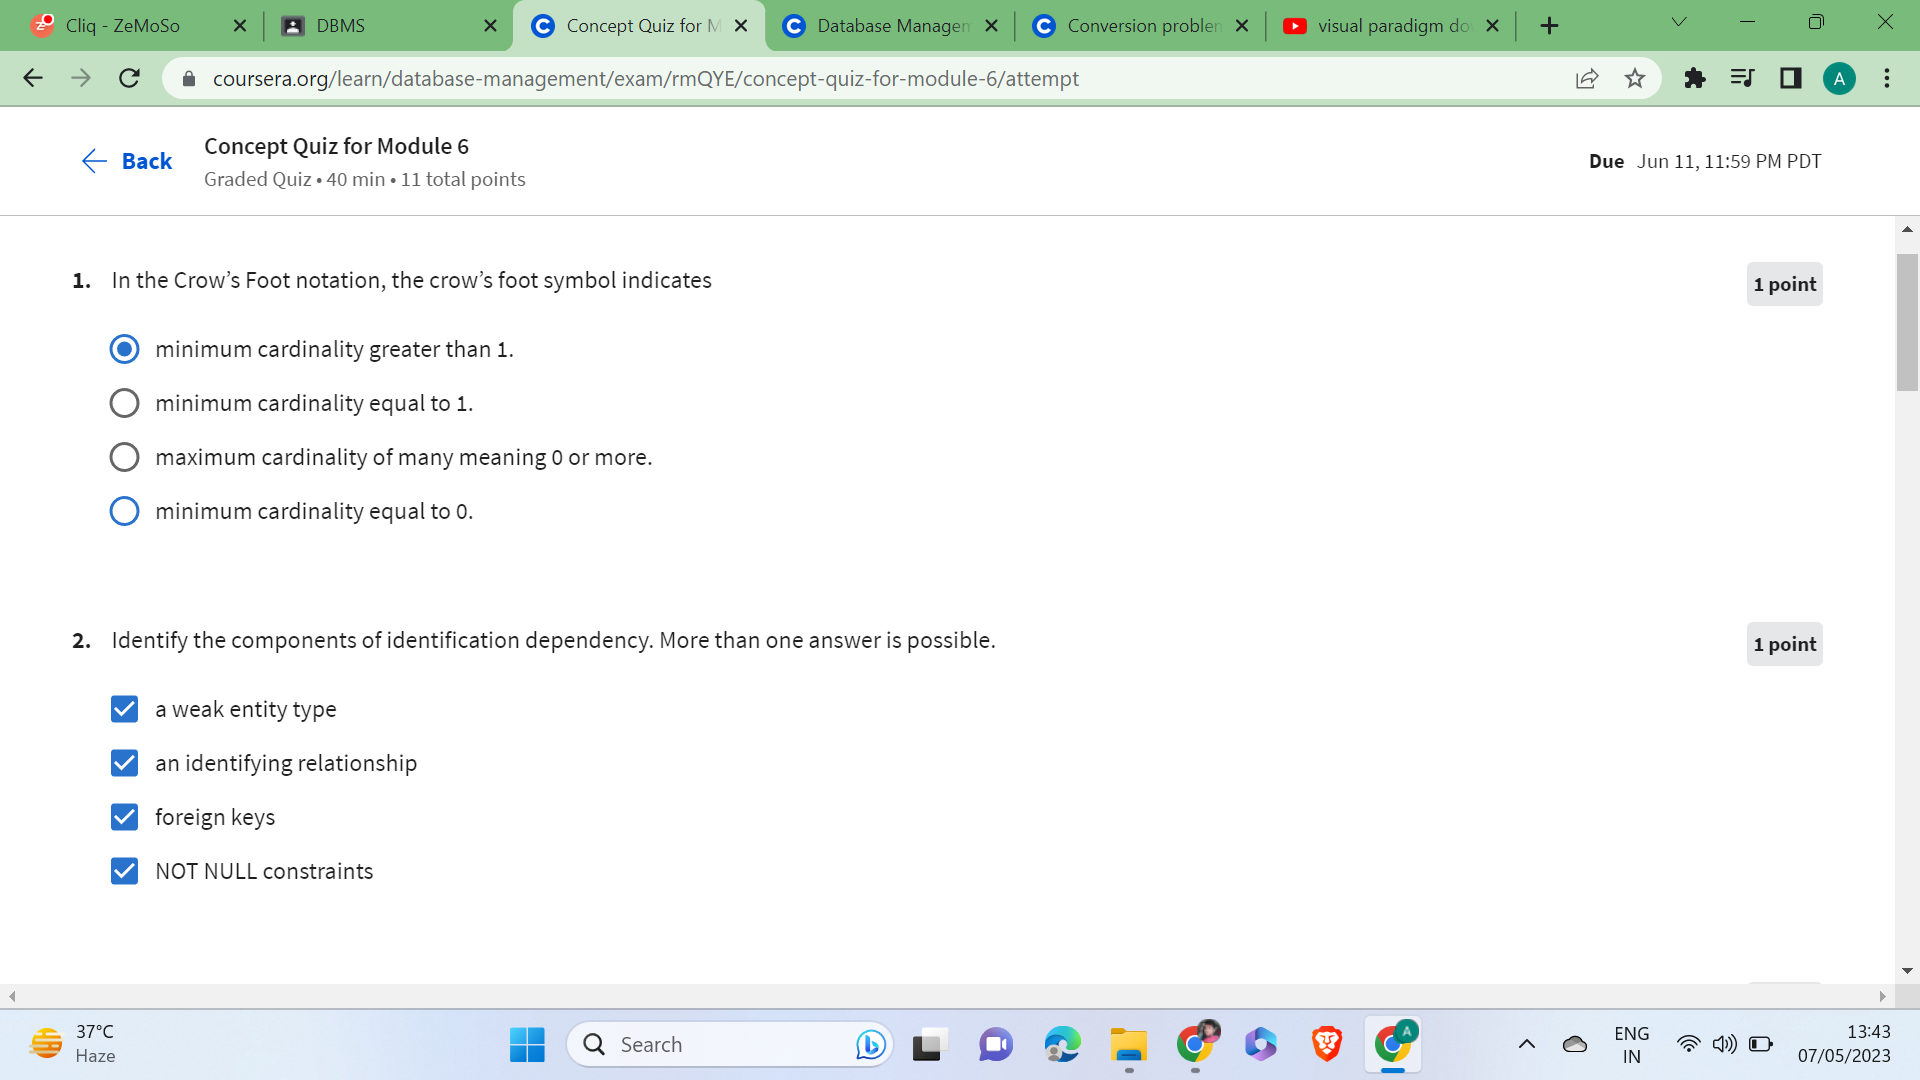 Cliq - ZeMoSo
DBMS
Concept Quiz for M
Database Managem
Conversion problem
visual paradigm do
coursera.org/learn/database-management/exam/rmQYE/concept-quiz-for-module-6/attempt
A
Back
Concept Quiz for Module 6
Graded Quiz • 40 min • 11 total points
Due Jun 11, 11:59 PM PDT
1. In the Crow’s Foot notation, the crow’s foot symbol indicates
1 point
minimum cardinality greater than 1.
minimum cardinality equal to 1.
maximum cardinality of many meaning 0 or more.
minimum cardinality equal to 0.
2. Identify the components of identification dependency. More than one answer is possible.
1 point
a weak entity type
an identifying relationship
foreign keys
NOT NULL constraints
37°C
Haze
Search
A
ENG
IN
13:43
07/05/2023